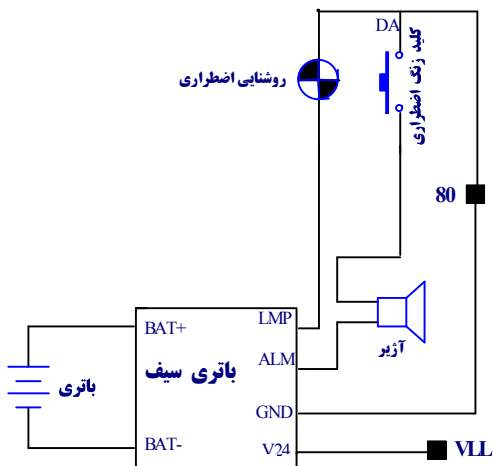 DA
کلید زنگ اضطراری
روشنایی اضطراری
80
آژیر
LMP
BAT+
ALM
باتری سیف
باتری
GND
BAT-
V24
VLL